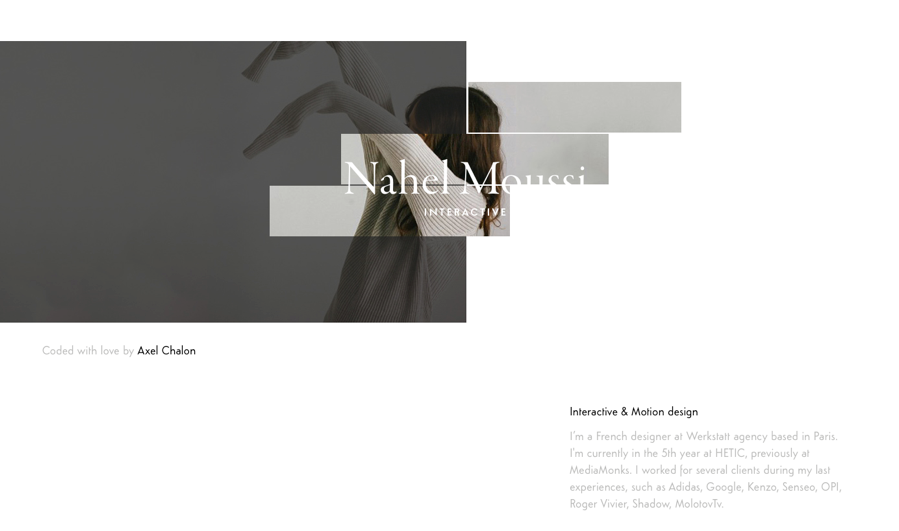 Nahel Moussi
INTERACTIVE
Coded with love by Axel Chalon
Interactive & Motion design
I'm a French designer at Werkstatt agency based in Paris.
I'm currently in the 5th year at HETIC, previously at
MediaMonks. I worked for several clients during my last
experiences, such as Adidas, Google, Kenzo, Senseo, OPI,
Roger Vivier, Shadow, MolotovTv.